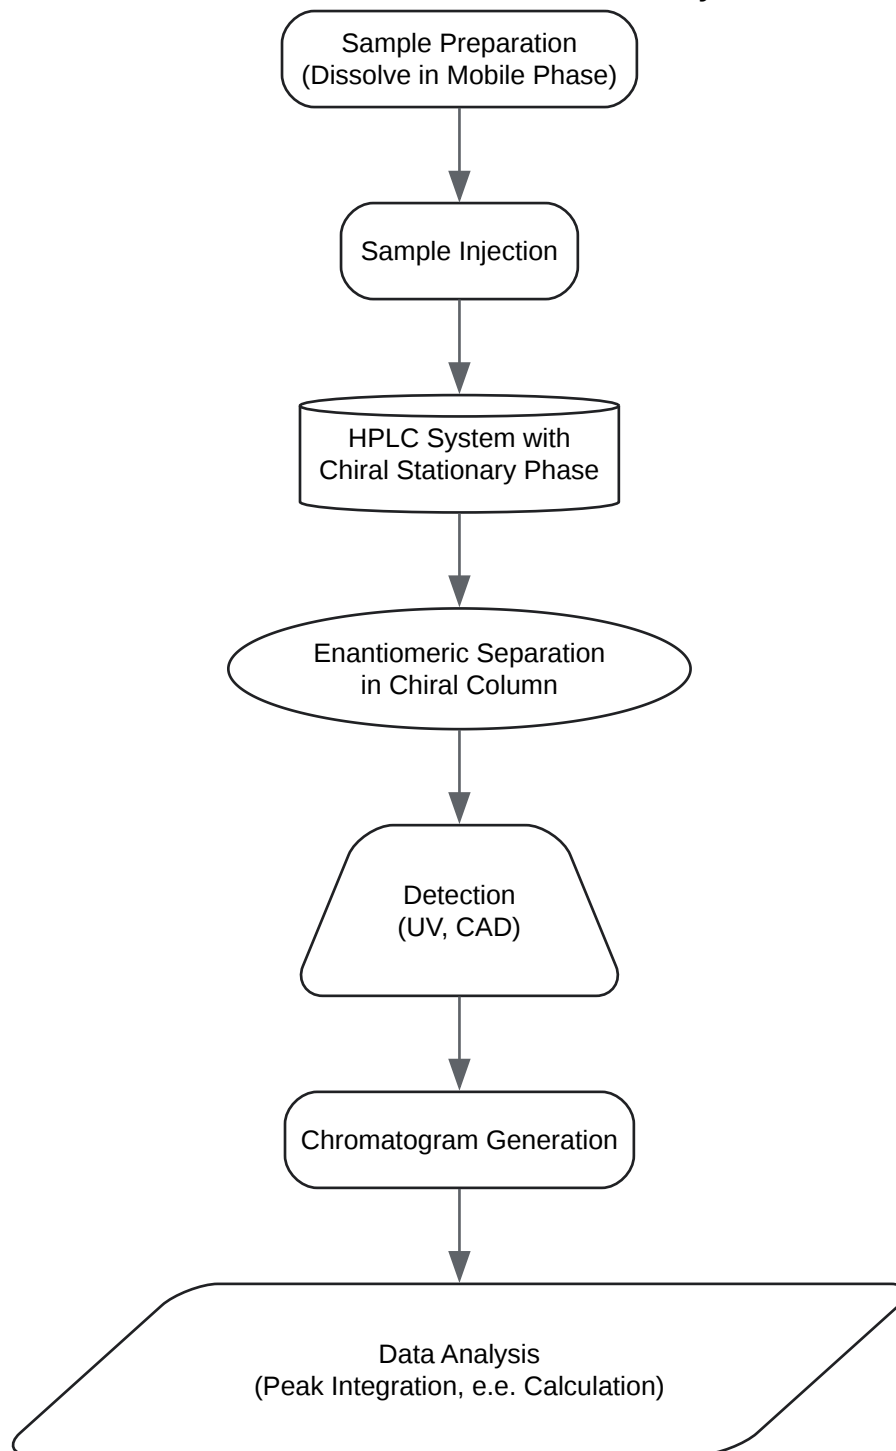 Sample Preparation
(Dissolve in Mobile Phase)
Sample Injection
HPLC System with
Chiral Stationary Phase
Enantiomeric Separation
in Chiral Column
Detection
(UV, CAD)
Chromatogram Generation
Data Analysis
(Peak Integration, e.e. Calculation)